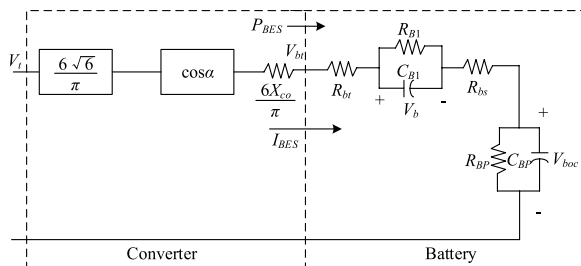 P_BES
V_t
6 √6
π
cosα
V_bt
6X_co
π
I_BES
R_bt
R_B1
C_B1
+ V_b -
R_bs
+
R_BP
C_BP
V_boc
-
Converter
Battery